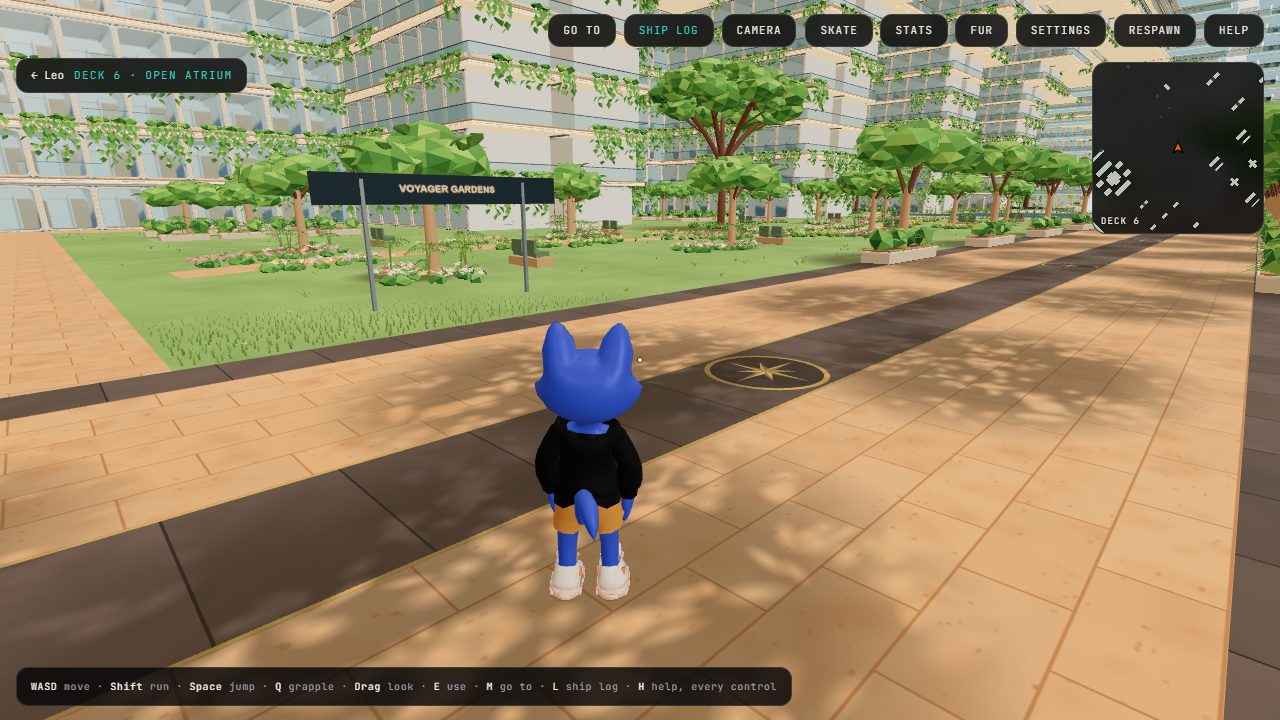 GO TO
SHIP LOG
CAMERA
SKATE
STATS
FUR
SETTINGS
RESPAWN
HELP
← Leo DECK 6 · OPEN ATRIUM
VOYAGER GARDENS
DECK 6
WASD move · Shift run · Space jump · Q grapple · Drag look · E use · M go to · L ship log · H help, every control